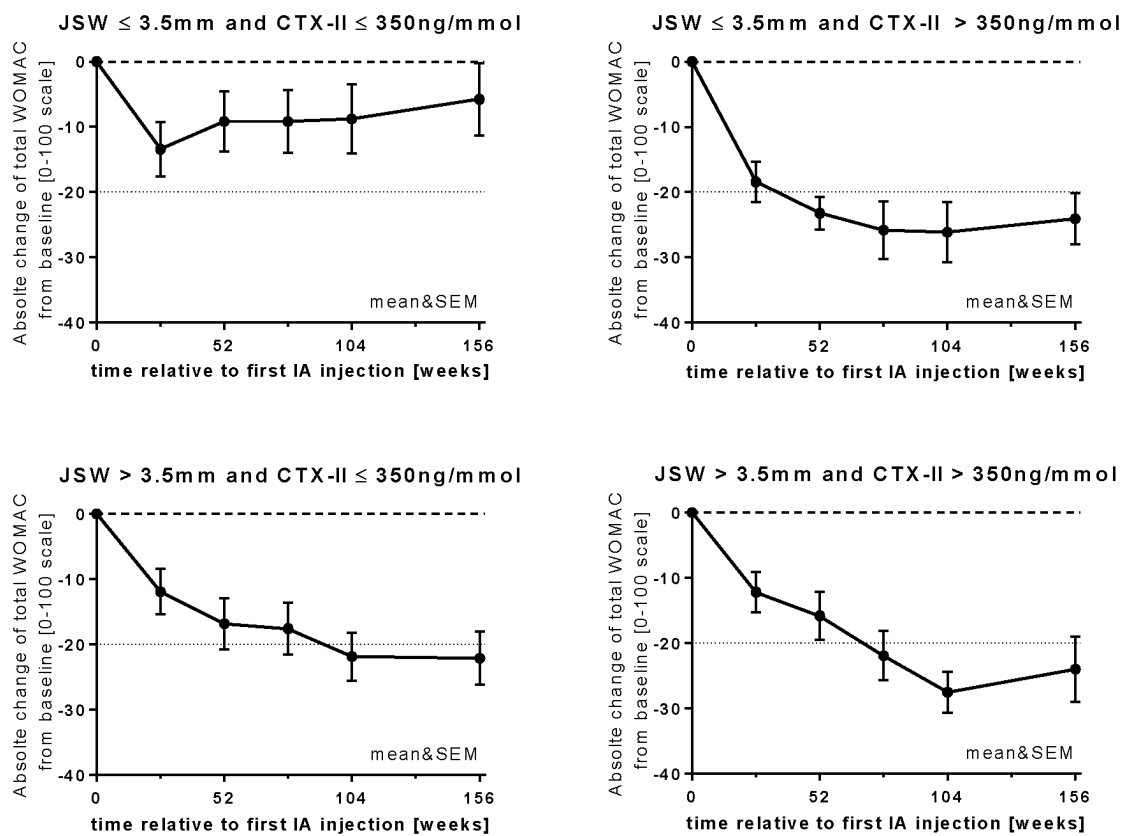 JSW ≤ 3.5mm and CTX-II ≤ 350ng/mmol
Absolte change of total WOMAC
from baseline [0-100 scale]
0
-10
-20
-30
-40
mean&SEM
0 52 104 156
time relative to first IA injection [weeks]
JSW ≤ 3.5mm and CTX-II > 350ng/mmol
Absolte change of total WOMAC
from baseline [0-100 scale]
0
-10
-20
-30
-40
mean&SEM
0 52 104 156
time relative to first IA injection [weeks]
JSW > 3.5mm and CTX-II ≤ 350ng/mmol
Absolte change of total WOMAC
from baseline [0-100 scale]
0
-10
-20
-30
-40
mean&SEM
0 52 104 156
time relative to first IA injection [weeks]
JSW > 3.5mm and CTX-II > 350ng/mmol
Absolte change of total WOMAC
from baseline [0-100 scale]
0
-10
-20
-30
-40
mean&SEM
0 52 104 156
time relative to first IA injection [weeks]